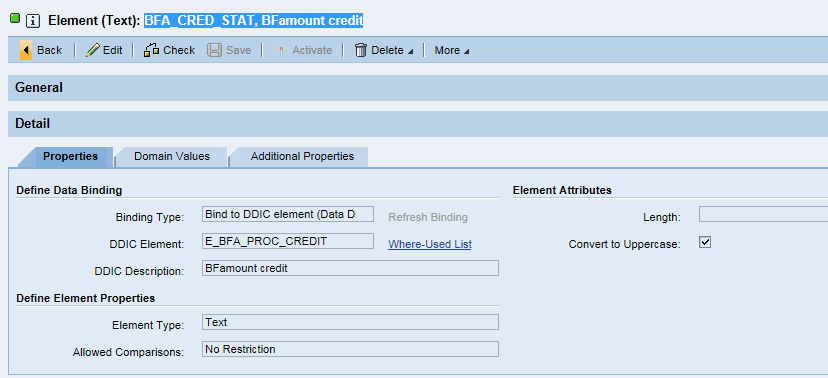 Element (Text): BFA_CRED_STAT, BFamount credit
Back Edit Check Save Activate Delete More
General
Detail
Properties Domain Values Additional Properties
Define Data Binding Element Attributes
Binding Type: Bind to DDIC element (Data D Refresh Binding Length:
DDIC Element: E_BFA_PROC_CREDIT Where-Used List Convert to Uppercase:
DDIC Description: BFamount credit
Define Element Properties
Element Type: Text
Allowed Comparisons: No Restriction